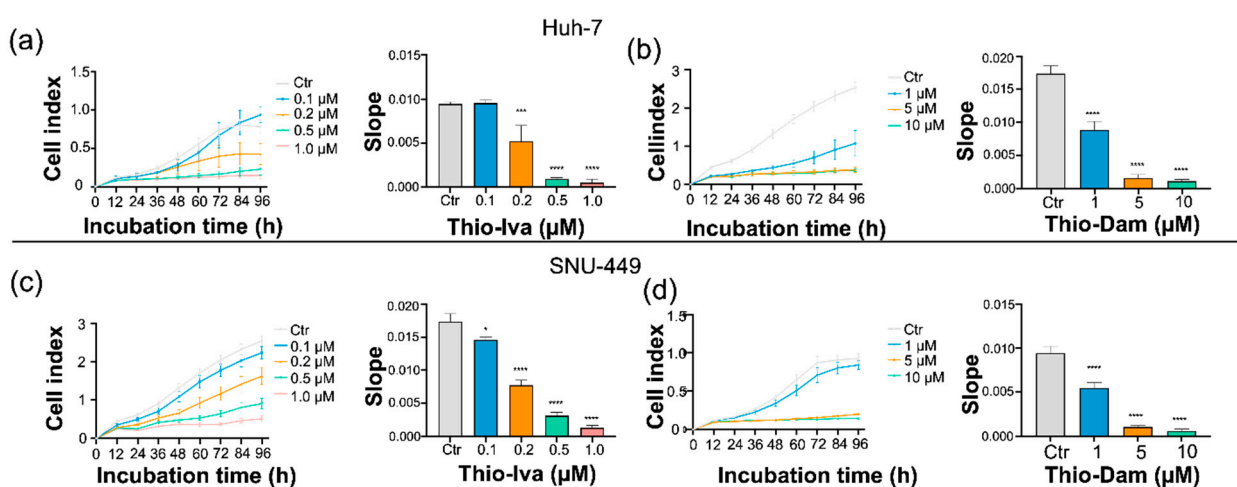 Huh-7
(a)
Cell index
1.5
1.0
0.5
0
0 12 24 36 48 60 72 84 96
Incubation time (h)
Ctr
0.1 µM
0.2 µM
0.5 µM
1.0 µM
Slope
0.015
0.010
0.005
0.000
***
****
****
Ctr 0.1 0.2 0.5 1.0
Thio-Iva (µM)
(b)
Cellindex
3
2
1
0
0 12 24 36 48 60 72 84 96
Incubation time (h)
Ctr
1 µM
5 µM
10 µM
Slope
0.020
0.015
0.010
0.005
0.000
****
****
****
Ctr 1 5 10
Thio-Dam (µM)
SNU-449
(c)
Cell index
3
2
1
0
0 12 24 36 48 60 72 84 96
Incubation time (h)
Ctr
0.1 µM
0.2 µM
0.5 µM
1.0 µM
Slope
0.020
0.015
0.010
0.005
0.000
*
****
****
****
Ctr 0.1 0.2 0.5 1.0
Thio-Iva (µM)
(d)
Cell index
1.5
1.0
0.5
0.0
0 12 24 36 48 60 72 84 96
Incubation time (h)
Ctr
1 µM
5 µM
10 µM
Slope
0.015
0.010
0.005
0.000
****
****
****
Ctr 1 5 10
Thio-Dam (µM)